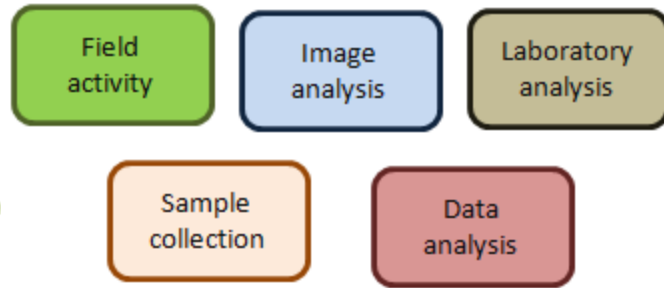 Field
activity
Image
analysis
Laboratory
analysis
Sample
collection
Data
analysis